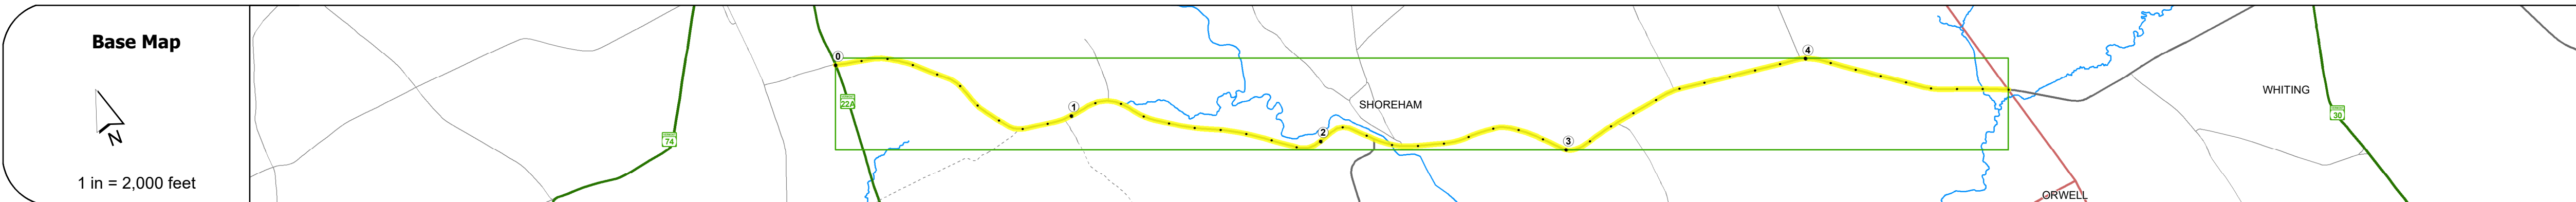 Base Map
N
1 in = 2,000 feet
74
22A
0
1
2
3
4
SHOREHAM
WHITING
30
ORWELL